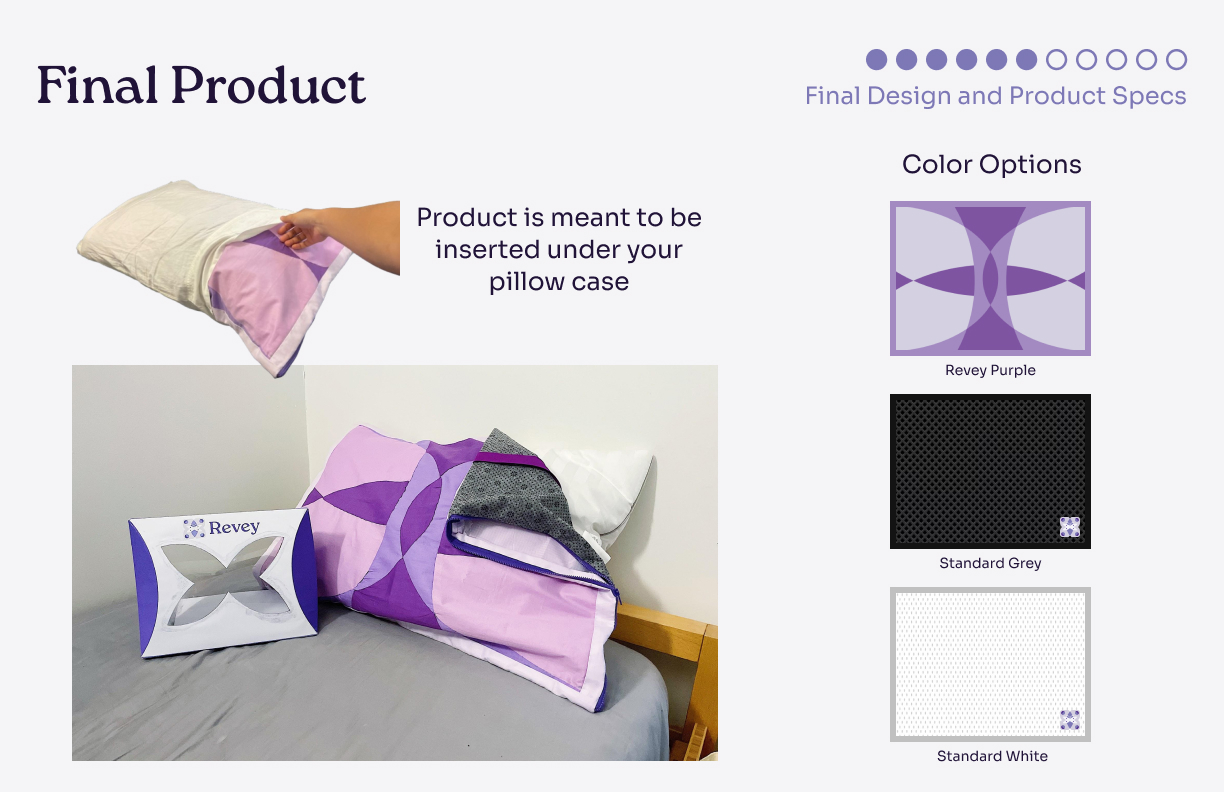 Final Product
Final Design and Product Specs
Product is meant to be
inserted under your
pillow case
Revey
Color Options
Revey Purple
Standard Grey
Standard White